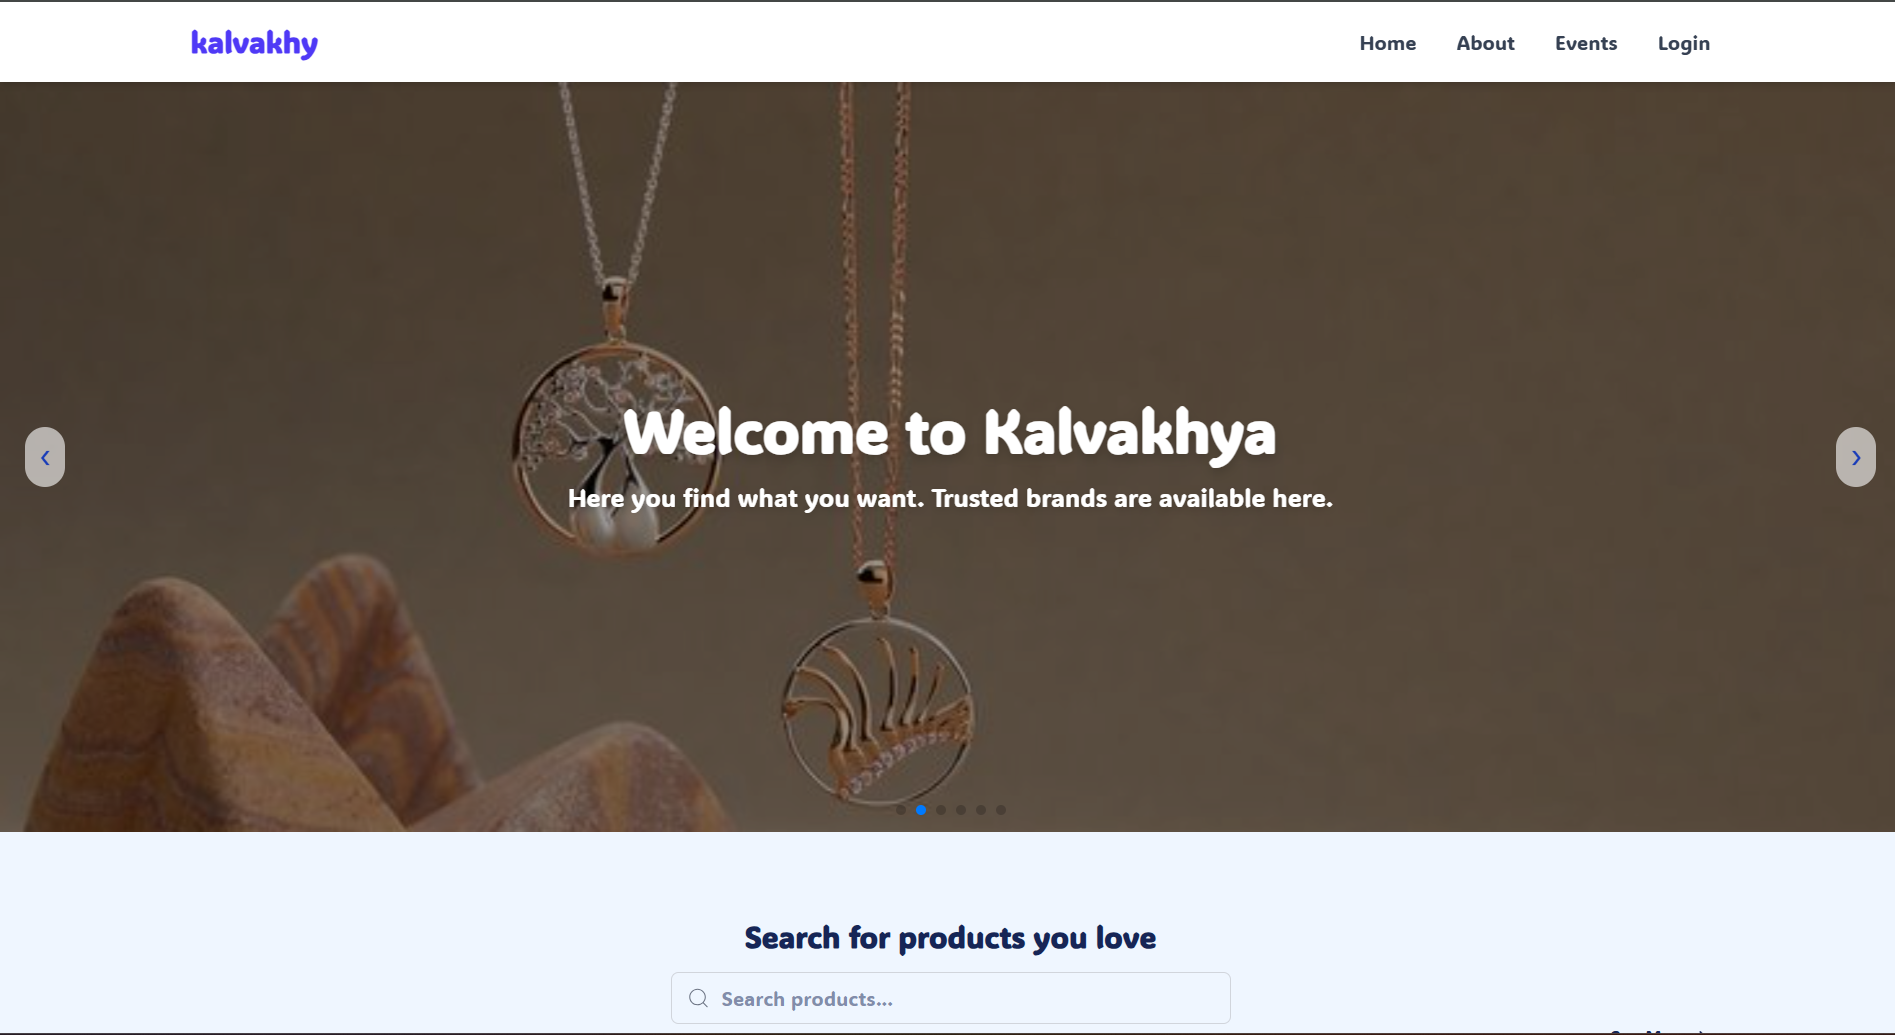 kalvakhy
Home About Events Login
Welcome to Kalvakhya
Here you find what you want. Trusted brands are available here.
Search for products you love
Search products...